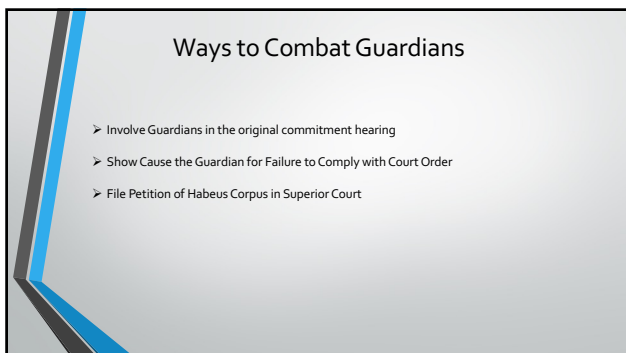 Ways to Combat Guardians
➢ Involve Guardians in the original commitment hearing
➢ Show Cause the Guardian for Failure to Comply with Court Order
➢ File Petition of Habeus Corpus in Superior Court